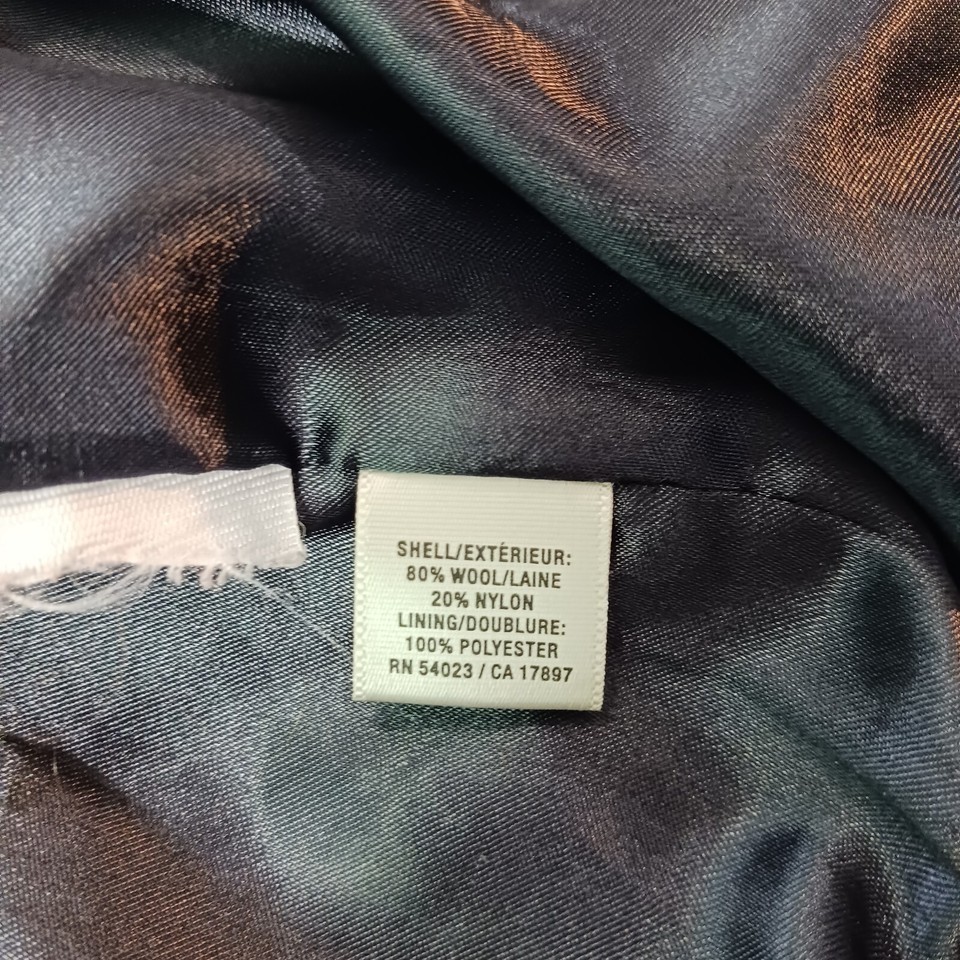 SHELL/EXTÉRIEUR:
80% WOOL/LAINE
20% NYLON
LINING/DOUBLURE:
100% POLYESTER
RN 54023 / CA 17897